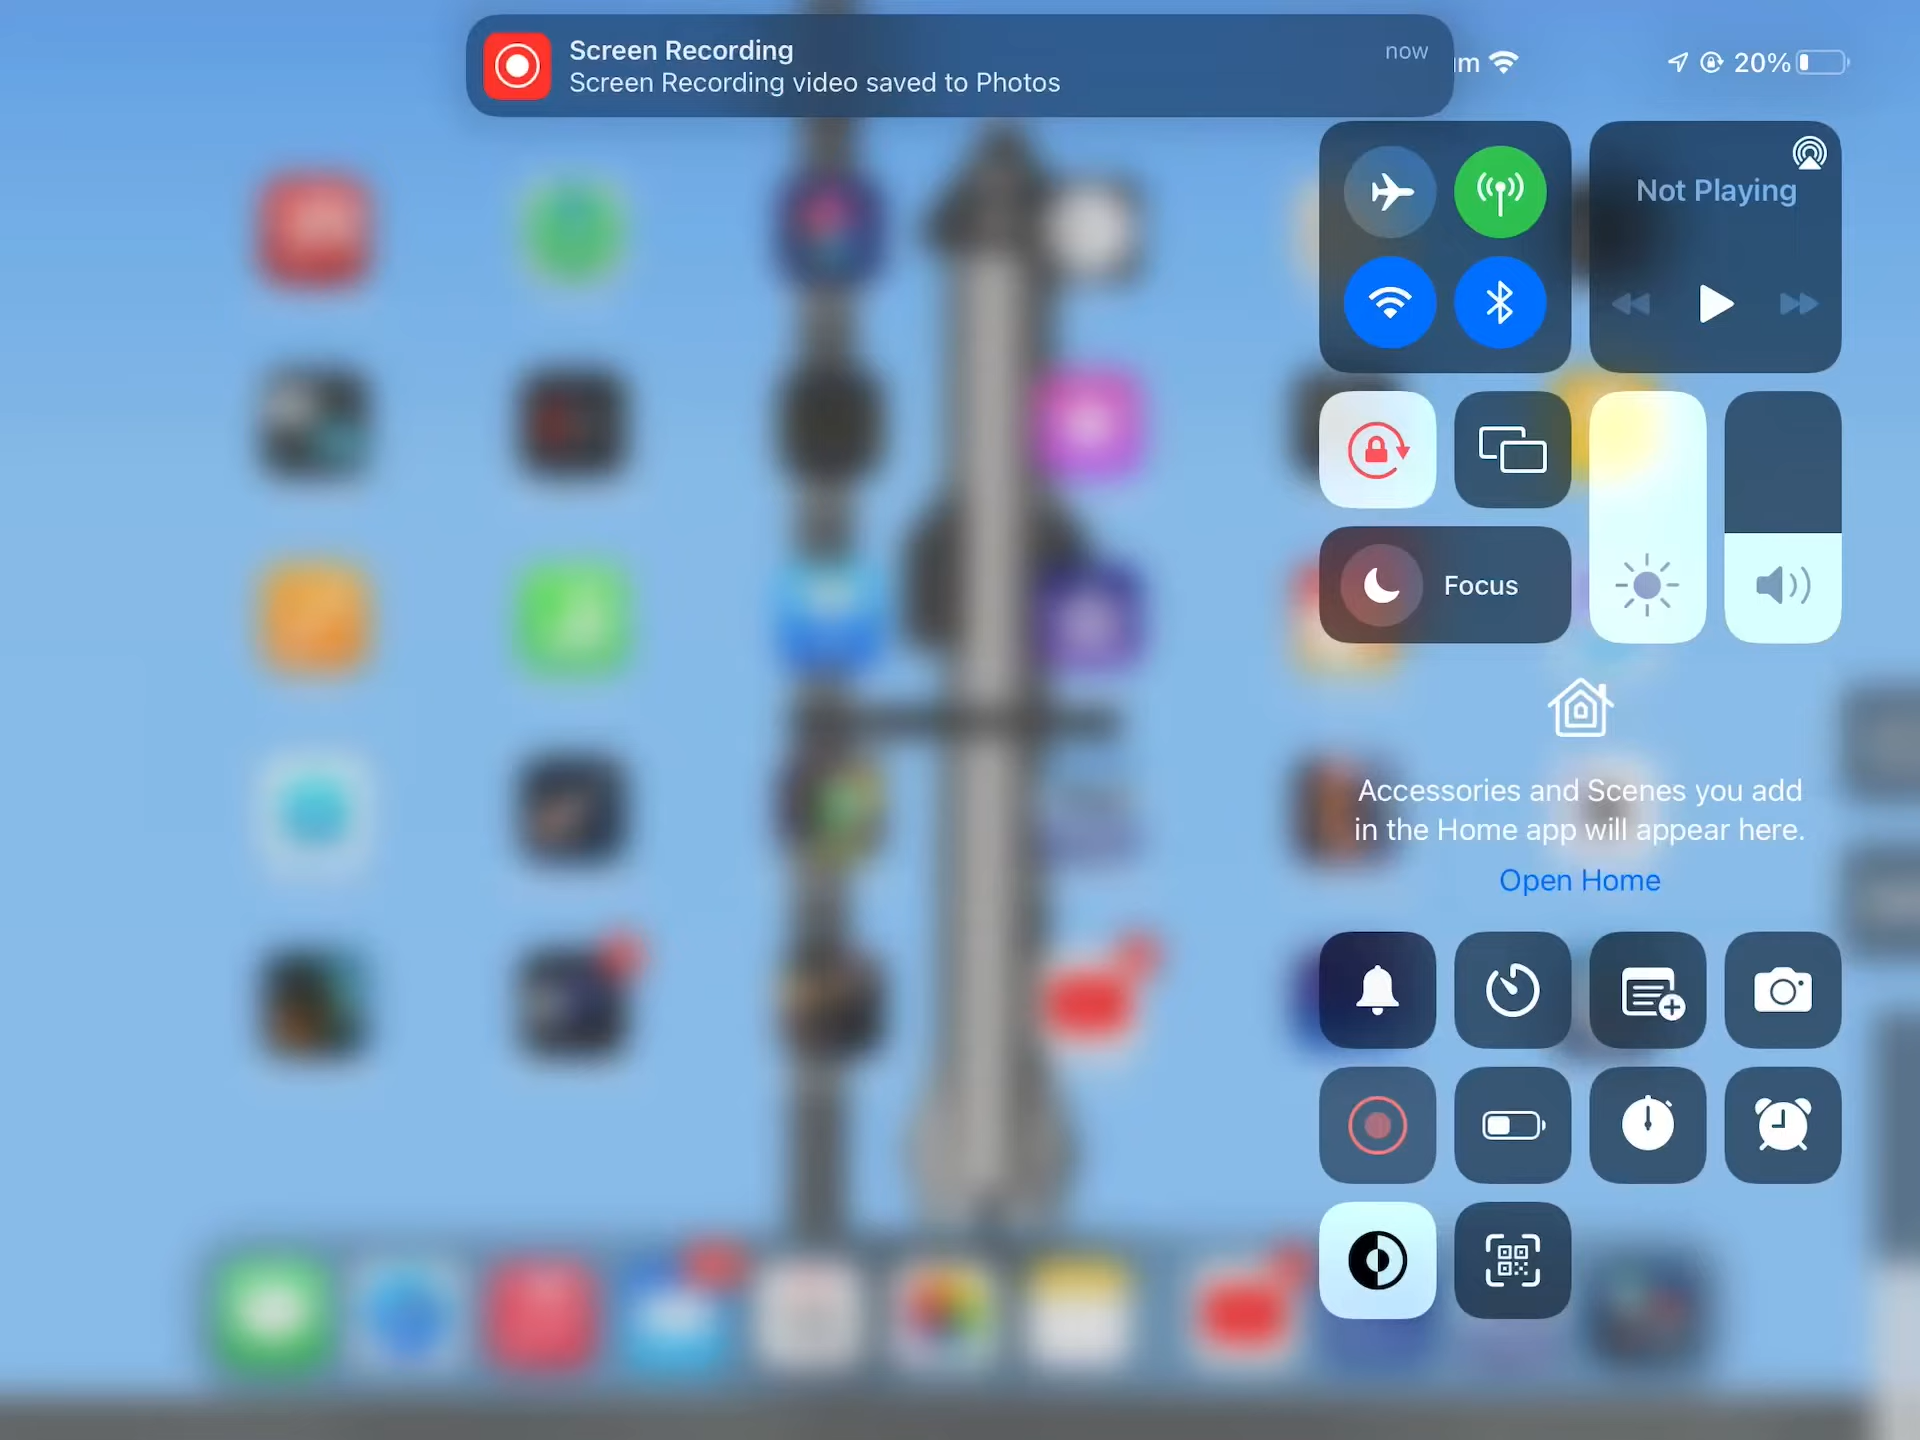 Screen Recording
now
Screen Recording video saved to Photos
m
20%
Not Playing
Focus
Accessories and Scenes you add
in the Home app will appear here.
Open Home